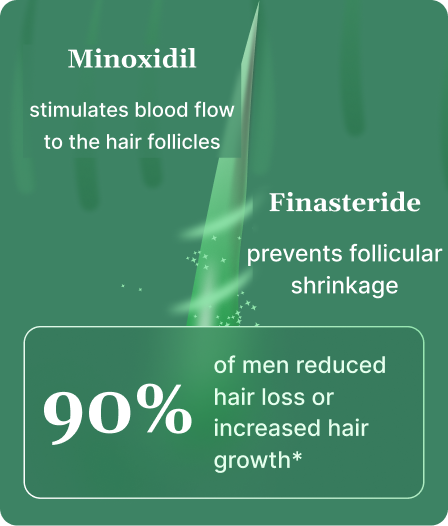 Minoxidil
stimulates blood flow
to the hair follicles
Finasteride
prevents follicular
shrinkage
90%
of men reduced
hair loss or
increased hair
growth*